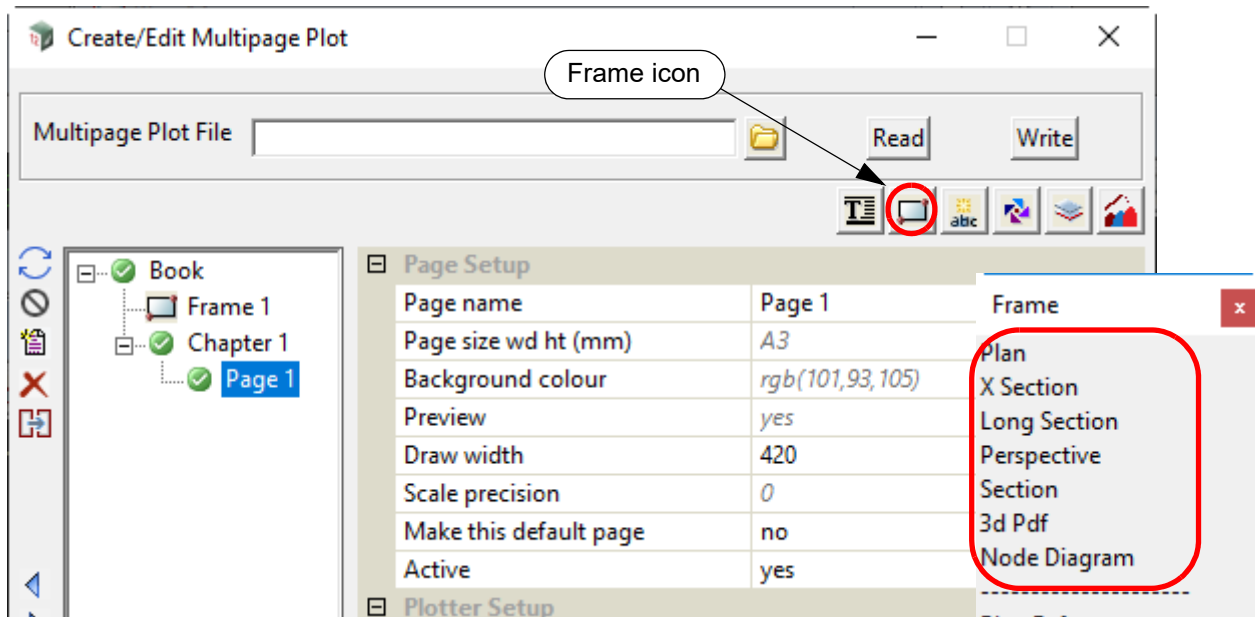 Create/Edit Multipage Plot
Frame icon
Multipage Plot File
Read
Write
T
abc
Book
Frame 1
Chapter 1
Page 1
Page Setup
Page name Page 1
Page size wd ht (mm) A3
Background colour rgb(101,93,105)
Preview yes
Draw width 420
Scale precision 0
Make this default page no
Active yes
Plotter Setup
Frame
x
Plan
X Section
Long Section
Perspective
Section
3d Pdf
Node Diagram
----------------------